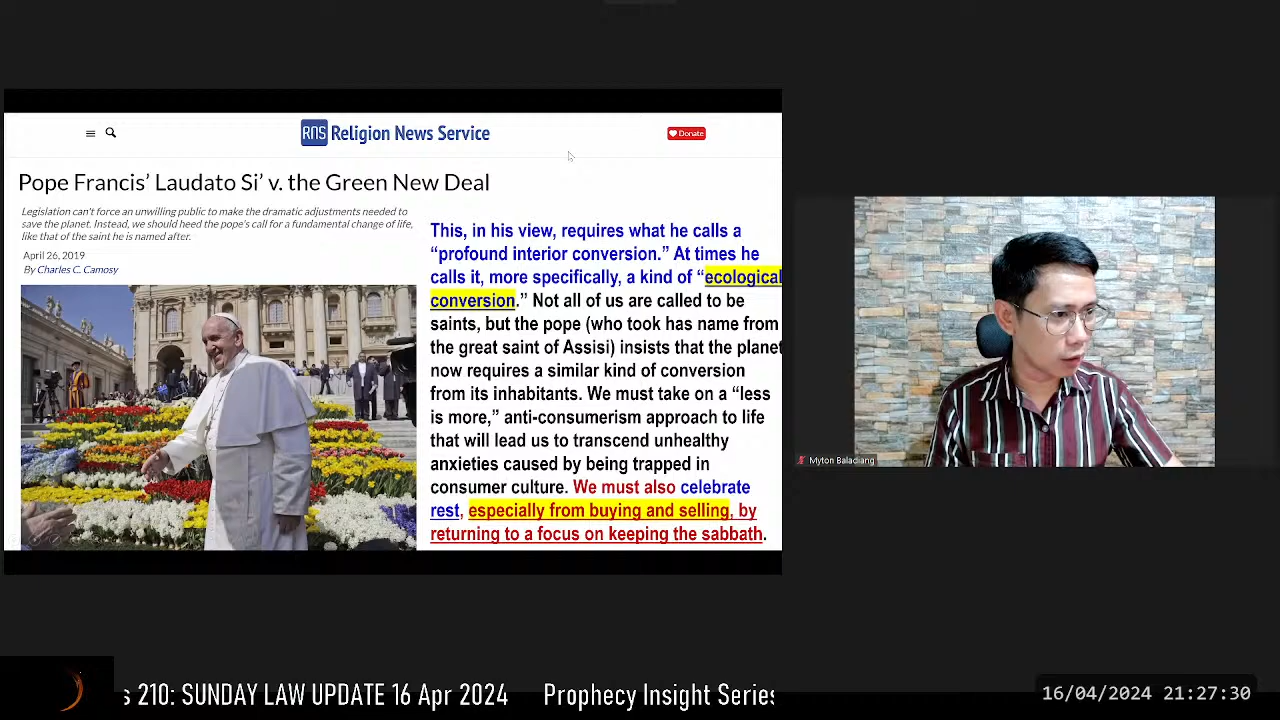 RNS Religion News Service
Donate
Pope Francis' Laudato Si' v. the Green New Deal
Legislation can't force an unwilling public to make the dramatic adjustments needed to
save the planet. Instead, we should heed the pope's call for a fundamental change of life,
like that of the saint he is named after.
April 26, 2019
By Charles C. Camosy
This, in his view, requires what he calls a
“profound interior conversion.” At times he
calls it, more specifically, a kind of “ecological
conversion.” Not all of us are called to be
saints, but the pope (who took has name from
the great saint of Assisi) insists that the planet
now requires a similar kind of conversion
from its inhabitants. We must take on a “less
is more,” anti-consumerism approach to life
that will lead us to transcend unhealthy
anxieties caused by being trapped in
consumer culture. We must also celebrate
rest, especially from buying and selling, by
returning to a focus on keeping the sabbath.
Myton Baladiang
s 210: SUNDAY LAW UPDATE 16 Apr 2024 Prophecy Insight Series
16/04/2024 21:27:30